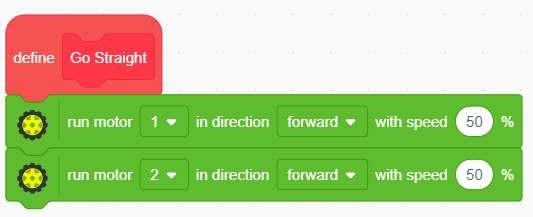 define Go Straight
run motor 1 in direction forward with speed 50 %
run motor 2 in direction forward with speed 50 %